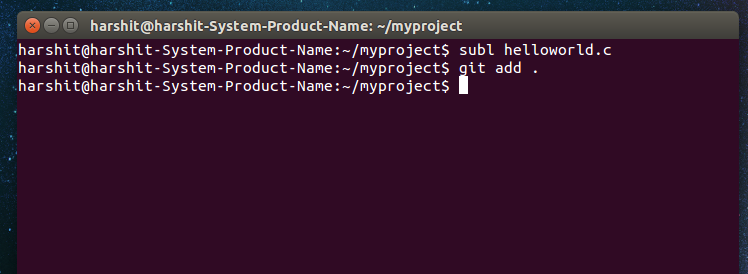 harshit@harshit-System-Product-Name: ~/myproject
harshit@harshit-System-Product-Name:~/myproject$ subl helloworld.c
harshit@harshit-System-Product-Name:~/myproject$ git add .
harshit@harshit-System-Product-Name:~/myproject$